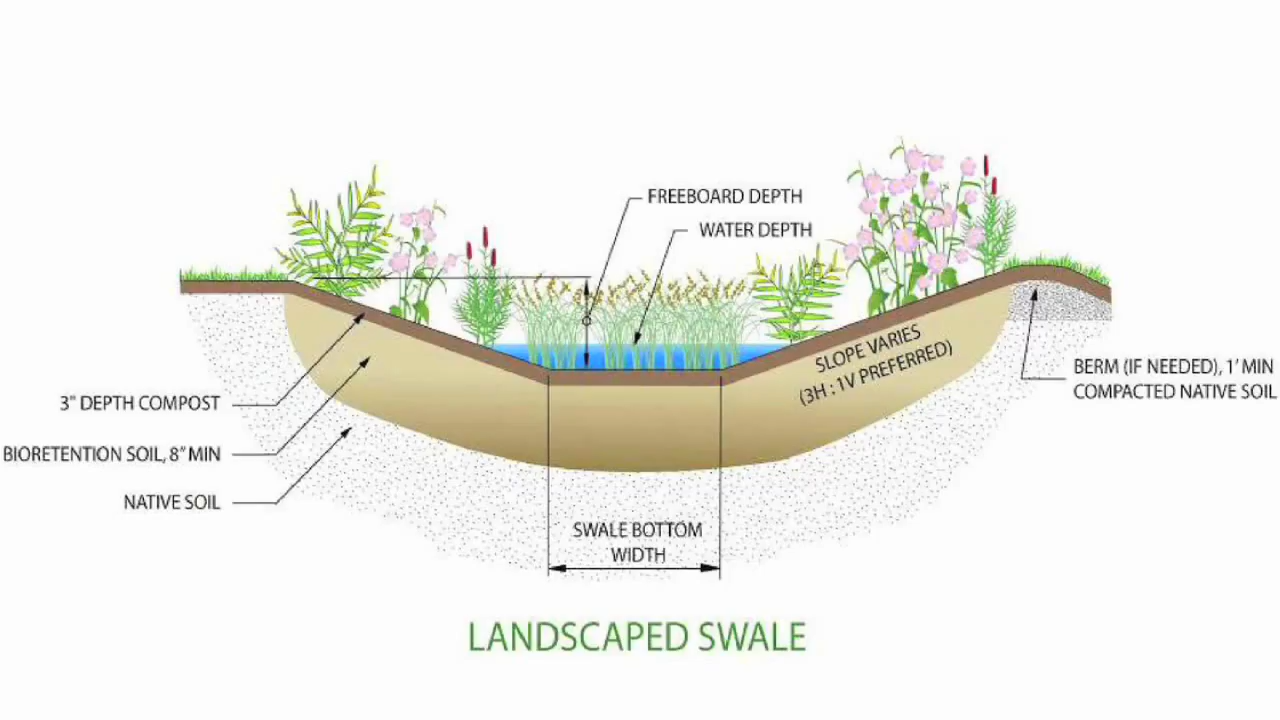 FREEBOARD DEPTH
WATER DEPTH
SLOPE VARIES
(3H : 1V PREFERRED)
BERM (IF NEEDED), 1' MIN
COMPACTED NATIVE SOIL
3" DEPTH COMPOST
BIORETENTION SOIL, 8" MIN
NATIVE SOIL
SWALE BOTTOM
WIDTH
LANDSCAPED SWALE